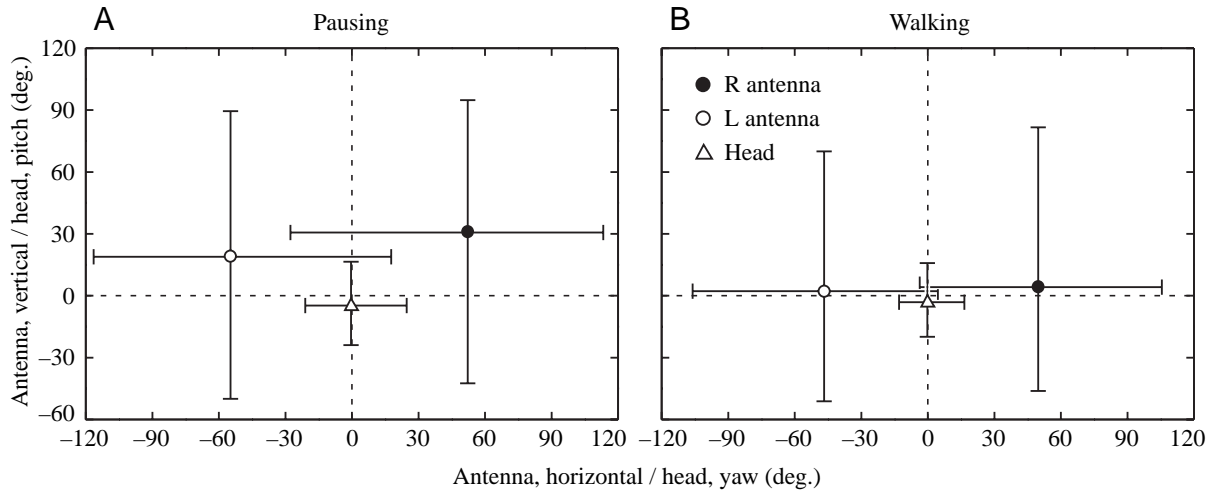 A Pausing
B Walking
Antenna, vertical / head, pitch (deg.)
120
90
60
30
0
–30
–60
–120 –90 –60 –30 0 30 60 90 120
R antenna
L antenna
Head
–120 –90 –60 –30 0 30 60 90 120
Antenna, horizontal / head, yaw (deg.)